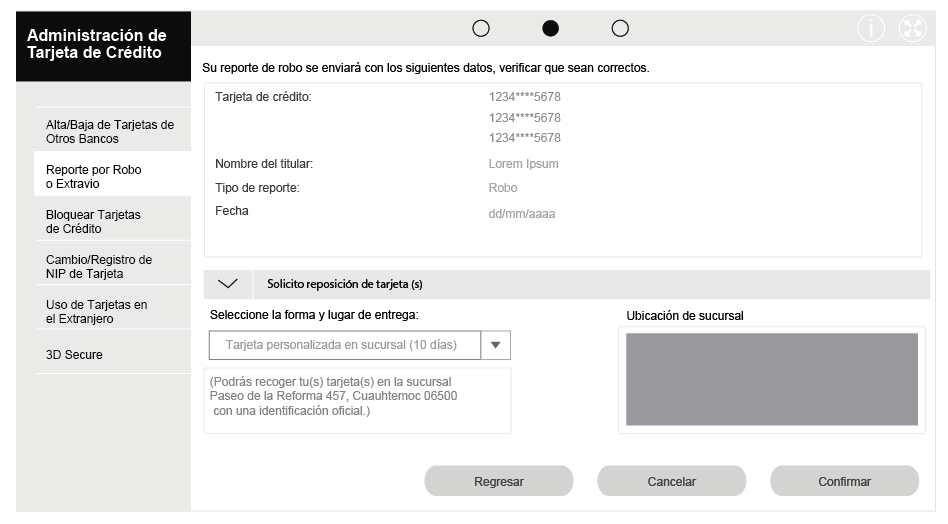 Administración de
Tarjeta de Crédito
i
Su reporte de robo se enviará con los siguientes datos, verificar que sean correctos.
Tarjeta de crédito: 1234****5678
1234****5678
1234****5678
Nombre del titular: Lorem Ipsum
Tipo de reporte: Robo
Fecha dd/mm/aaaa
Alta/Baja de Tarjetas de
Otros Bancos
Reporte por Robo
o Extravio
Bloquear Tarjetas
de Crédito
Cambio/Registro de
NIP de Tarjeta
Uso de Tarjetas en
el Extranjero
3D Secure
Solicito reposición de tarjeta (s)
Seleccione la forma y lugar de entrega:
Tarjeta personalizada en sucursal (10 días)
(Podrás recoger tu(s) tarjeta(s) en la sucursal
Paseo de la Reforma 457, Cuauhtemoc 06500
con una identificación oficial.)
Ubicación de sucursal
Regresar Cancelar Confirmar